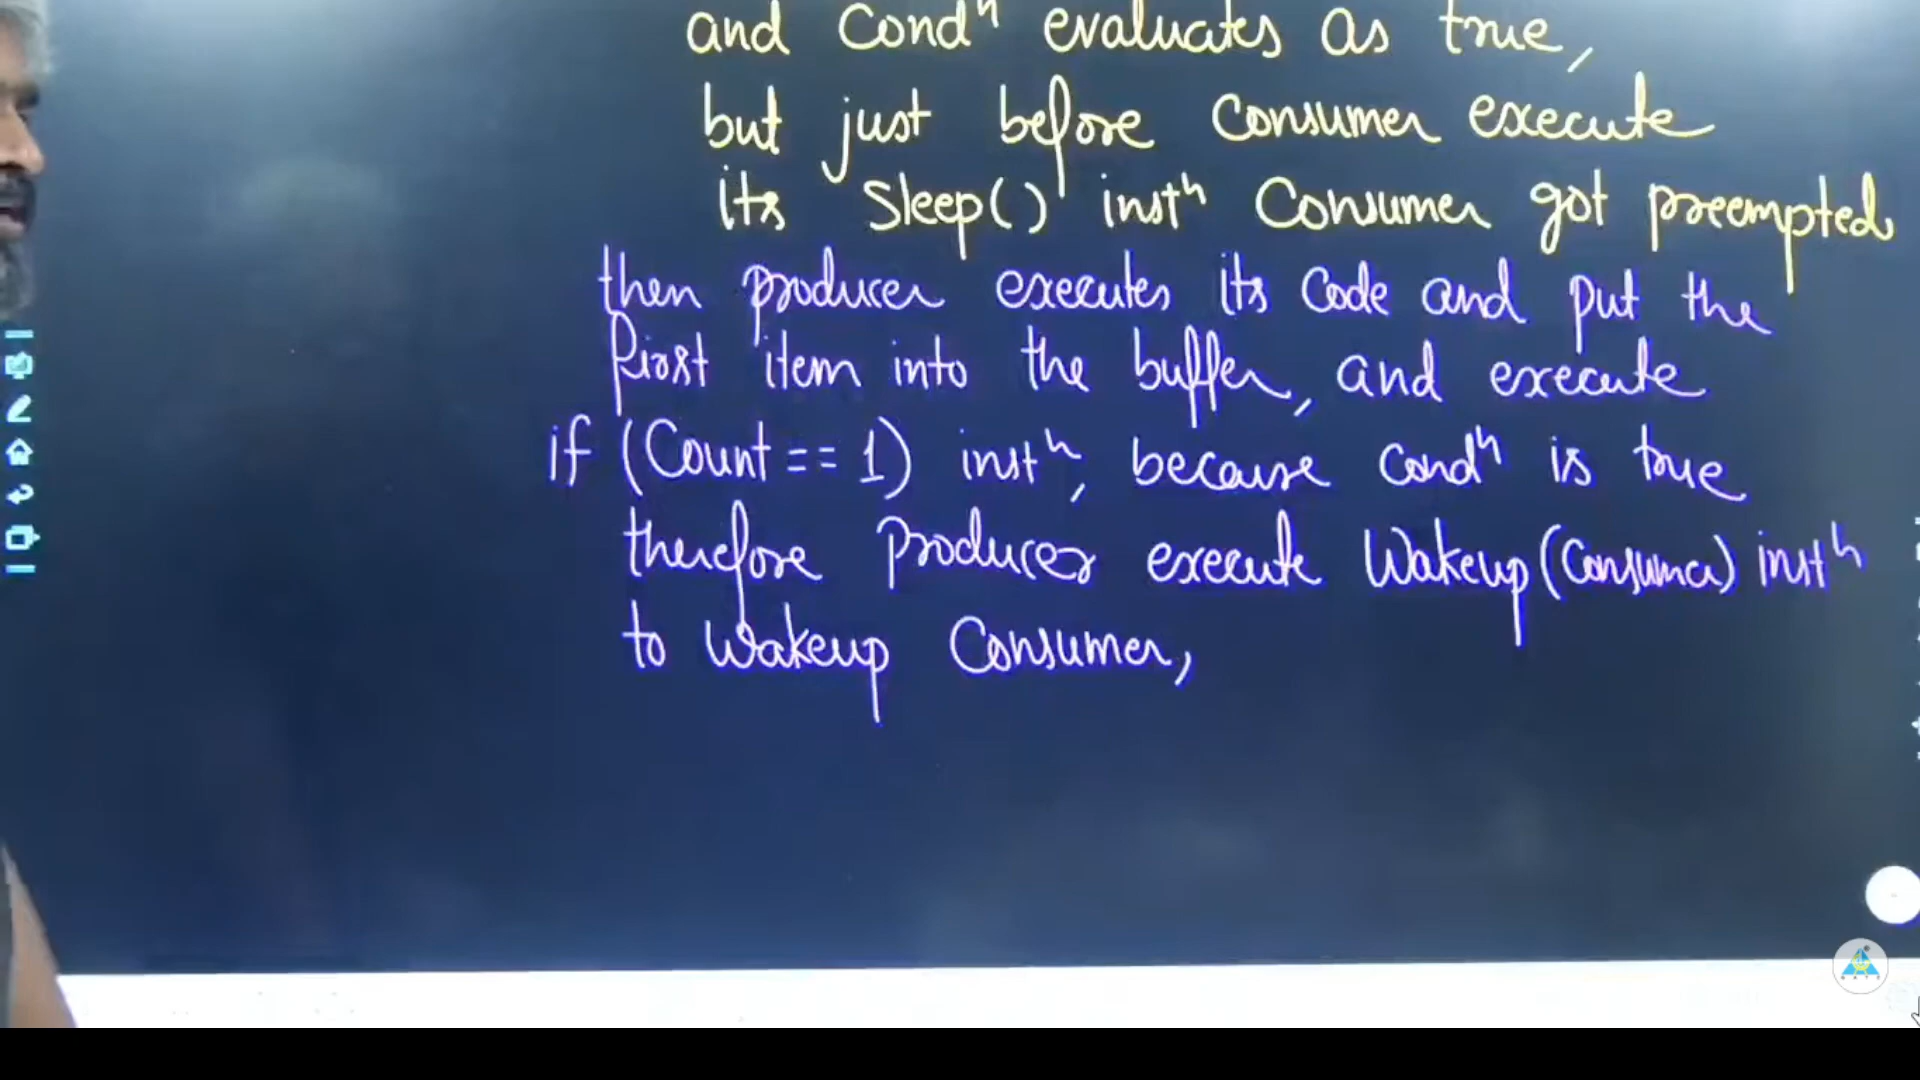 and Condⁿ evaluates as true,
but just before Consumer execute
its Sleep() instⁿ Consumer got preempted
then producer executes its Code and put the
first item into the buffer, and execute
if (Count == 1) instⁿ, because Condⁿ is true
therefore Producer execute Wakeup(Consumer) instⁿ
to wakeup Consumer,